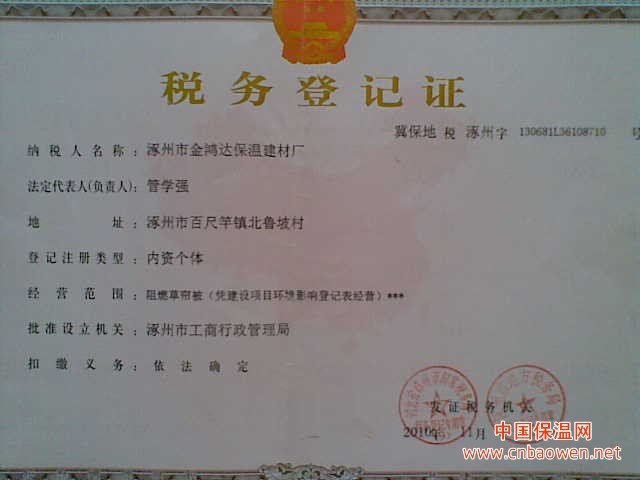 税务登记证
冀保地 税 涿州字 130681L36108710 号
纳税人名称：涿州市金鸿达保温建材厂
法定代表人(负责人)：管学强
地 址：涿州市百尺竿镇北鲁坡村
登记注册类型：内资个体
经营范围：阻燃草帘被（凭建设项目环境影响登记表经营）***
批准设立机关：涿州市工商行政管理局
扣缴义务：依法确定
发证税务机关
2010年 11月
中国保温网
www.cnbaowen.net